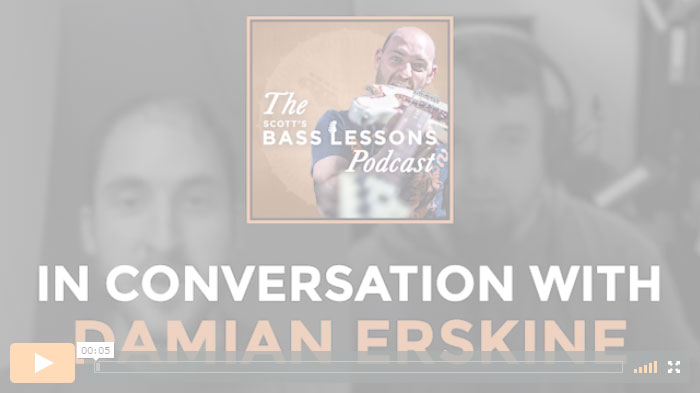 The
SCOTT'S
BASS LESSONS
Podcast
IN CONVERSATION WITH
DAMIAN ERSKINE
00:05